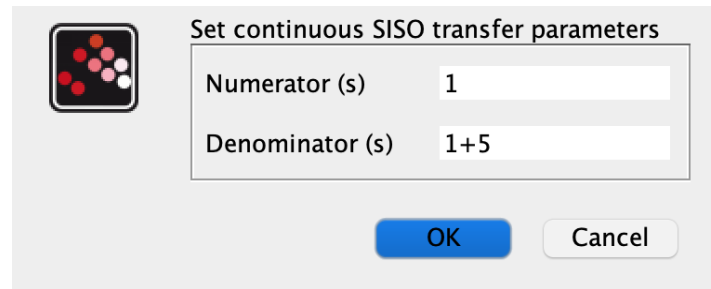 Set continuous SISO transfer parameters
Numerator (s) 1
Denominator (s) 1+5
OK Cancel